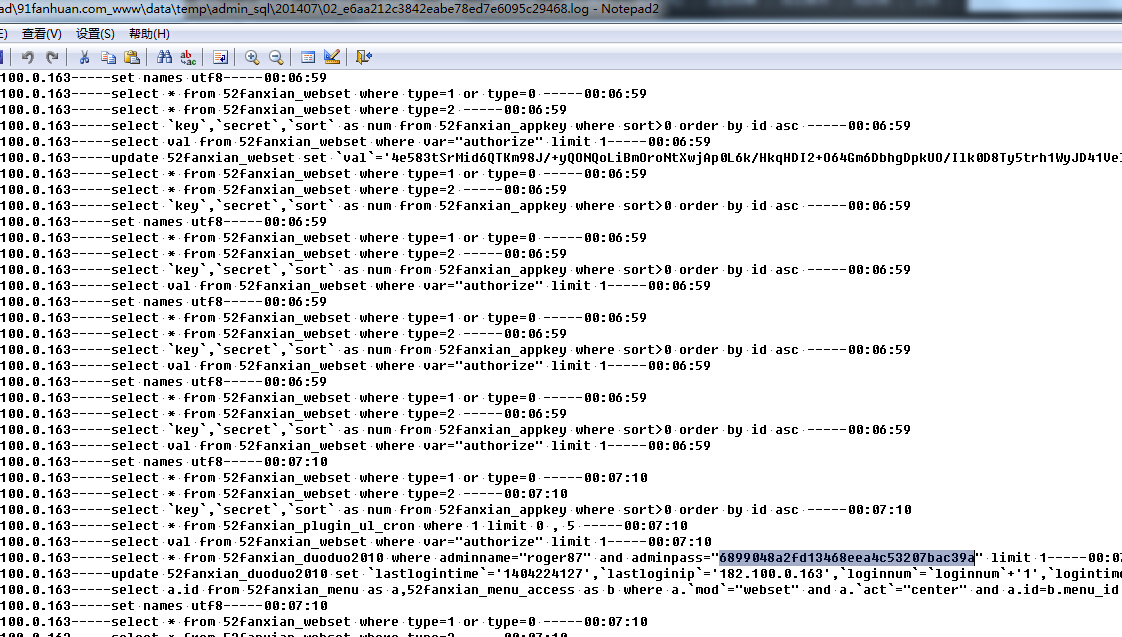 ad\91fanhuan.com_www\data\temp\admin_sql\201407\02_e6aa212c3842eabe78ed7e6095c29468.log - Notepad2
E) 查看(V) 设置(S) 帮助(H)
100.0.163-----set names utf8-----00:06:59
100.0.163-----select * from 52fanxian_webset where type=1 or type=0 -----00:06:59
100.0.163-----select * from 52fanxian_webset where type=2 -----00:06:59
100.0.163-----select `key`,`secret`,`sort` as num from 52fanxian_appkey where sort>0 order by id asc -----00:06:59
100.0.163-----select val from 52fanxian_webset where var="authorize" limit 1-----00:06:59
100.0.163-----update 52fanxian_webset set `val`='4e583tSrMid6QTKm98J/+yQONQoLiBmOroNtXwjAp0L6k/HkqHDI2+O64Gm6DbhgDpkUO/Ilk0D8Ty5trh1WyJD41VeI
100.0.163-----select * from 52fanxian_webset where type=1 or type=0 -----00:06:59
100.0.163-----select * from 52fanxian_webset where type=2 -----00:06:59
100.0.163-----select `key`,`secret`,`sort` as num from 52fanxian_appkey where sort>0 order by id asc -----00:06:59
100.0.163-----set names utf8-----00:06:59
100.0.163-----select * from 52fanxian_webset where type=1 or type=0 -----00:06:59
100.0.163-----select * from 52fanxian_webset where type=2 -----00:06:59
100.0.163-----select `key`,`secret`,`sort` as num from 52fanxian_appkey where sort>0 order by id asc -----00:06:59
100.0.163-----select val from 52fanxian_webset where var="authorize" limit 1-----00:06:59
100.0.163-----set names utf8-----00:06:59
100.0.163-----select * from 52fanxian_webset where type=1 or type=0 -----00:06:59
100.0.163-----select * from 52fanxian_webset where type=2 -----00:06:59
100.0.163-----select `key`,`secret`,`sort` as num from 52fanxian_appkey where sort>0 order by id asc -----00:06:59
100.0.163-----select val from 52fanxian_webset where var="authorize" limit 1-----00:06:59
100.0.163-----set names utf8-----00:06:59
100.0.163-----select * from 52fanxian_webset where type=1 or type=0 -----00:06:59
100.0.163-----select * from 52fanxian_webset where type=2 -----00:06:59
100.0.163-----select `key`,`secret`,`sort` as num from 52fanxian_appkey where sort>0 order by id asc -----00:06:59
100.0.163-----select val from 52fanxian_webset where var="authorize" limit 1-----00:06:59
100.0.163-----set names utf8-----00:07:10
100.0.163-----select * from 52fanxian_webset where type=1 or type=0 -----00:07:10
100.0.163-----select * from 52fanxian_webset where type=2 -----00:07:10
100.0.163-----select `key`,`secret`,`sort` as num from 52fanxian_appkey where sort>0 order by id asc -----00:07:10
100.0.163-----select * from 52fanxian_plugin_ul_cron where 1 limit 0 , 5 -----00:07:10
100.0.163-----select val from 52fanxian_webset where var="authorize" limit 1-----00:07:10
100.0.163-----select * from 52fanxian_duoduo2010 where adminname="roger87" and adminpass="6899048a2fd13468eea4c53207bac39a" limit 1-----00:07
100.0.163-----update 52fanxian_duoduo2010 set `lastlogintime`='1404224127',`lastloginip`='182.100.0.163',`loginnum`=`loginnum`+'1',`logintime
100.0.163-----select a.id from 52fanxian_menu as a,52fanxian_menu_access as b where a.`mod`="webset" and a.`act`="center" and a.id=b.menu_id
100.0.163-----set names utf8-----00:07:10
100.0.163-----select * from 52fanxian_webset where type=1 or type=0 -----00:07:10
100.0.163-----select * from 52fanxian_webset where type=2 -----00:07:10